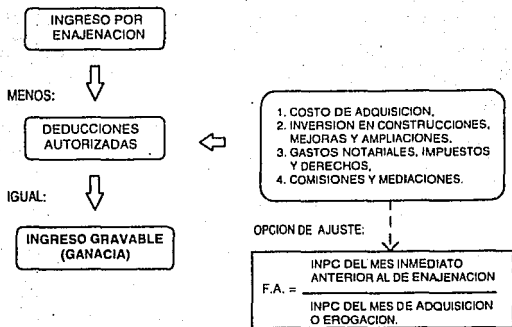 INGRESO POR
ENAJENACION
MENOS:
DEDUCCIONES
AUTORIZADAS
1. COSTO DE ADQUISICION,
2. INVERSION EN CONSTRUCCIONES,
MEJORAS Y AMPLIACIONES.
3. GASTOS NOTARIALES, IMPUESTOS
Y DERECHOS,
4. COMISIONES Y MEDIACIONES.
IGUAL:
INGRESO GRAVABLE
(GANACIA)
OPCION DE AJUSTE:
INPC DEL MES INMEDIATO
ANTERIOR AL DE ENAJENACION
F.A. =
INPC DEL MES DE ADQUISICION
O EROGACION.